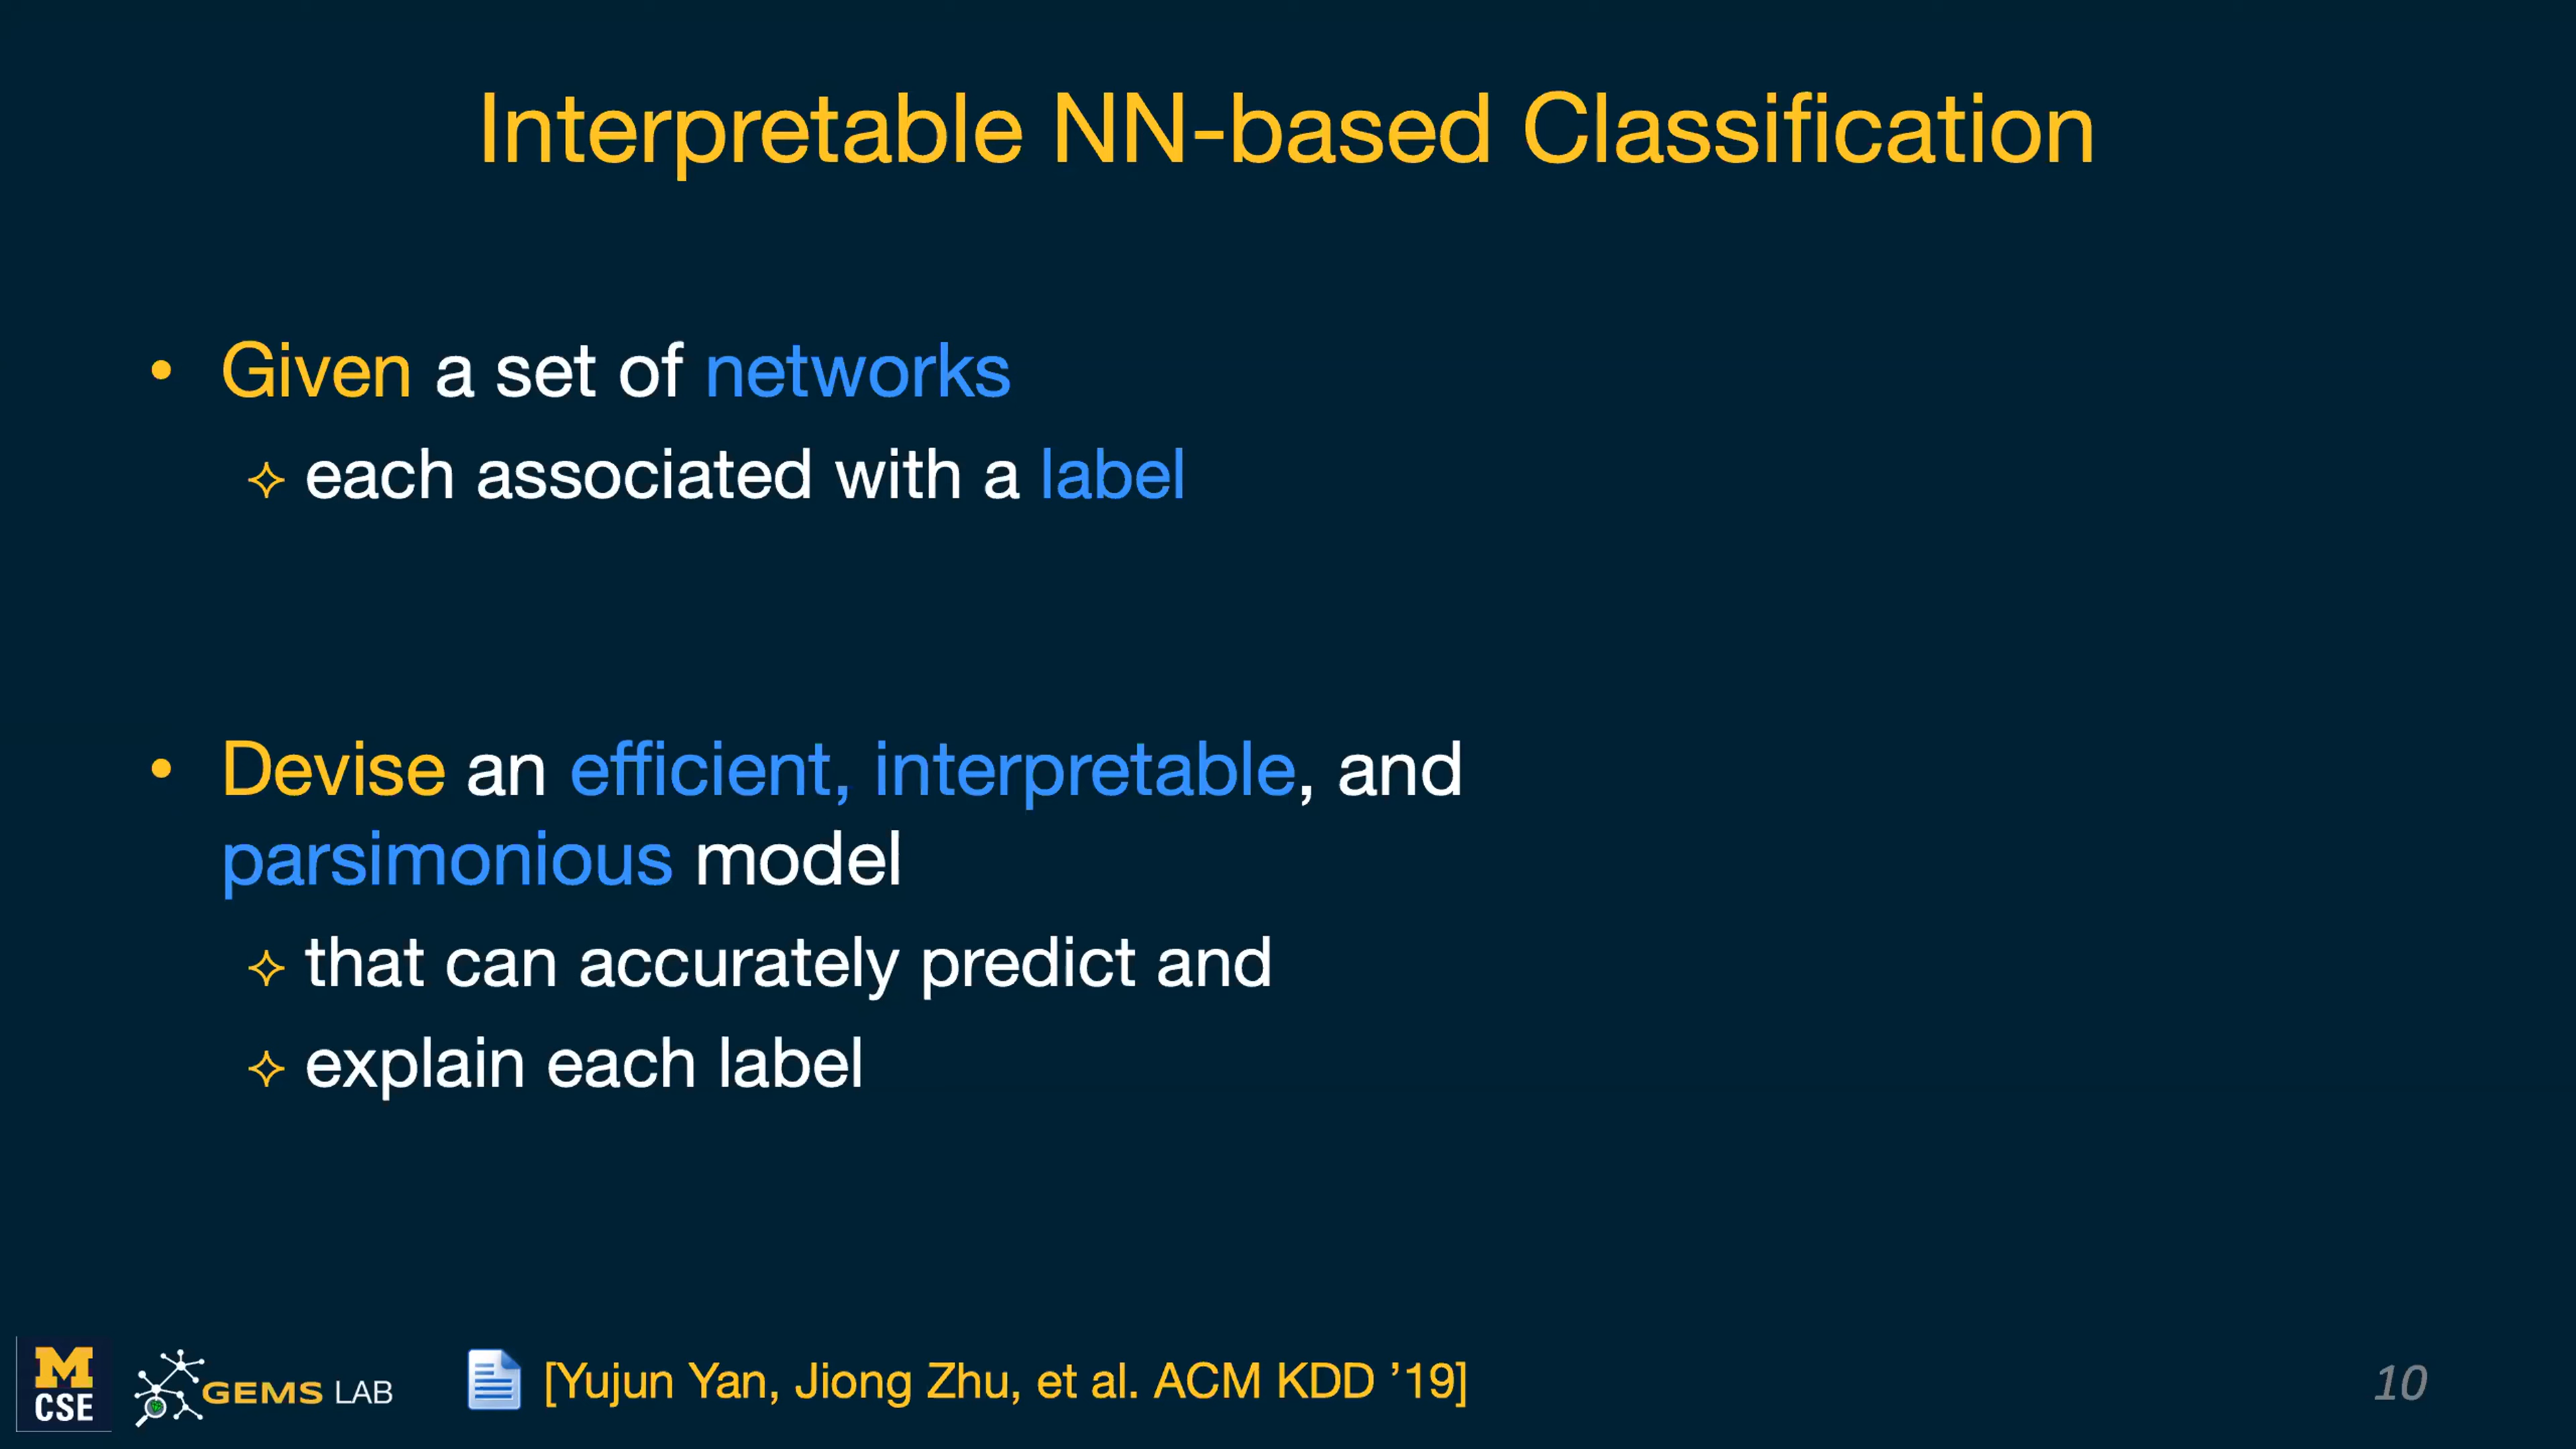 Interpretable NN-based Classification
• Given a set of networks
✧ each associated with a label
• Devise an efficient, interpretable, and
parsimonious model
✧ that can accurately predict and
✧ explain each label
M
CSE
GEMS LAB
[Yujun Yan, Jiong Zhu, et al. ACM KDD ’19]
10